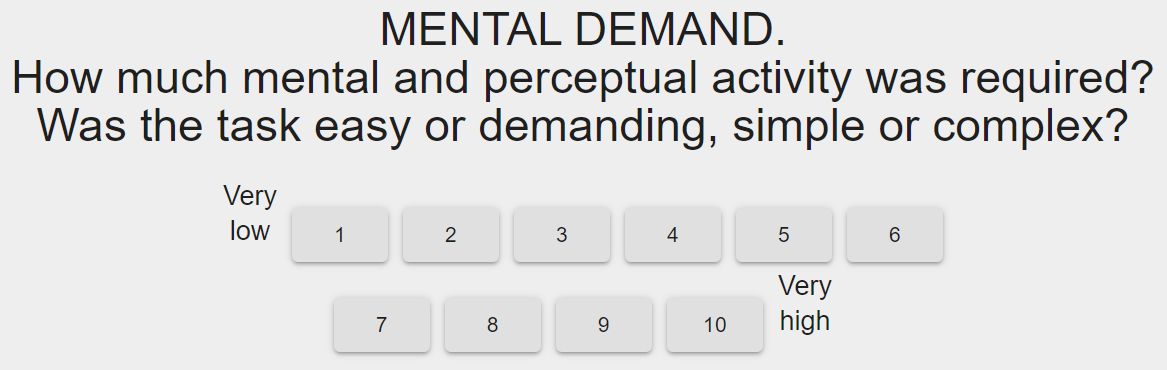 MENTAL DEMAND.
How much mental and perceptual activity was required?
Was the task easy or demanding, simple or complex?
Very
low
1 2 3 4 5 6
7 8 9 10
Very
high